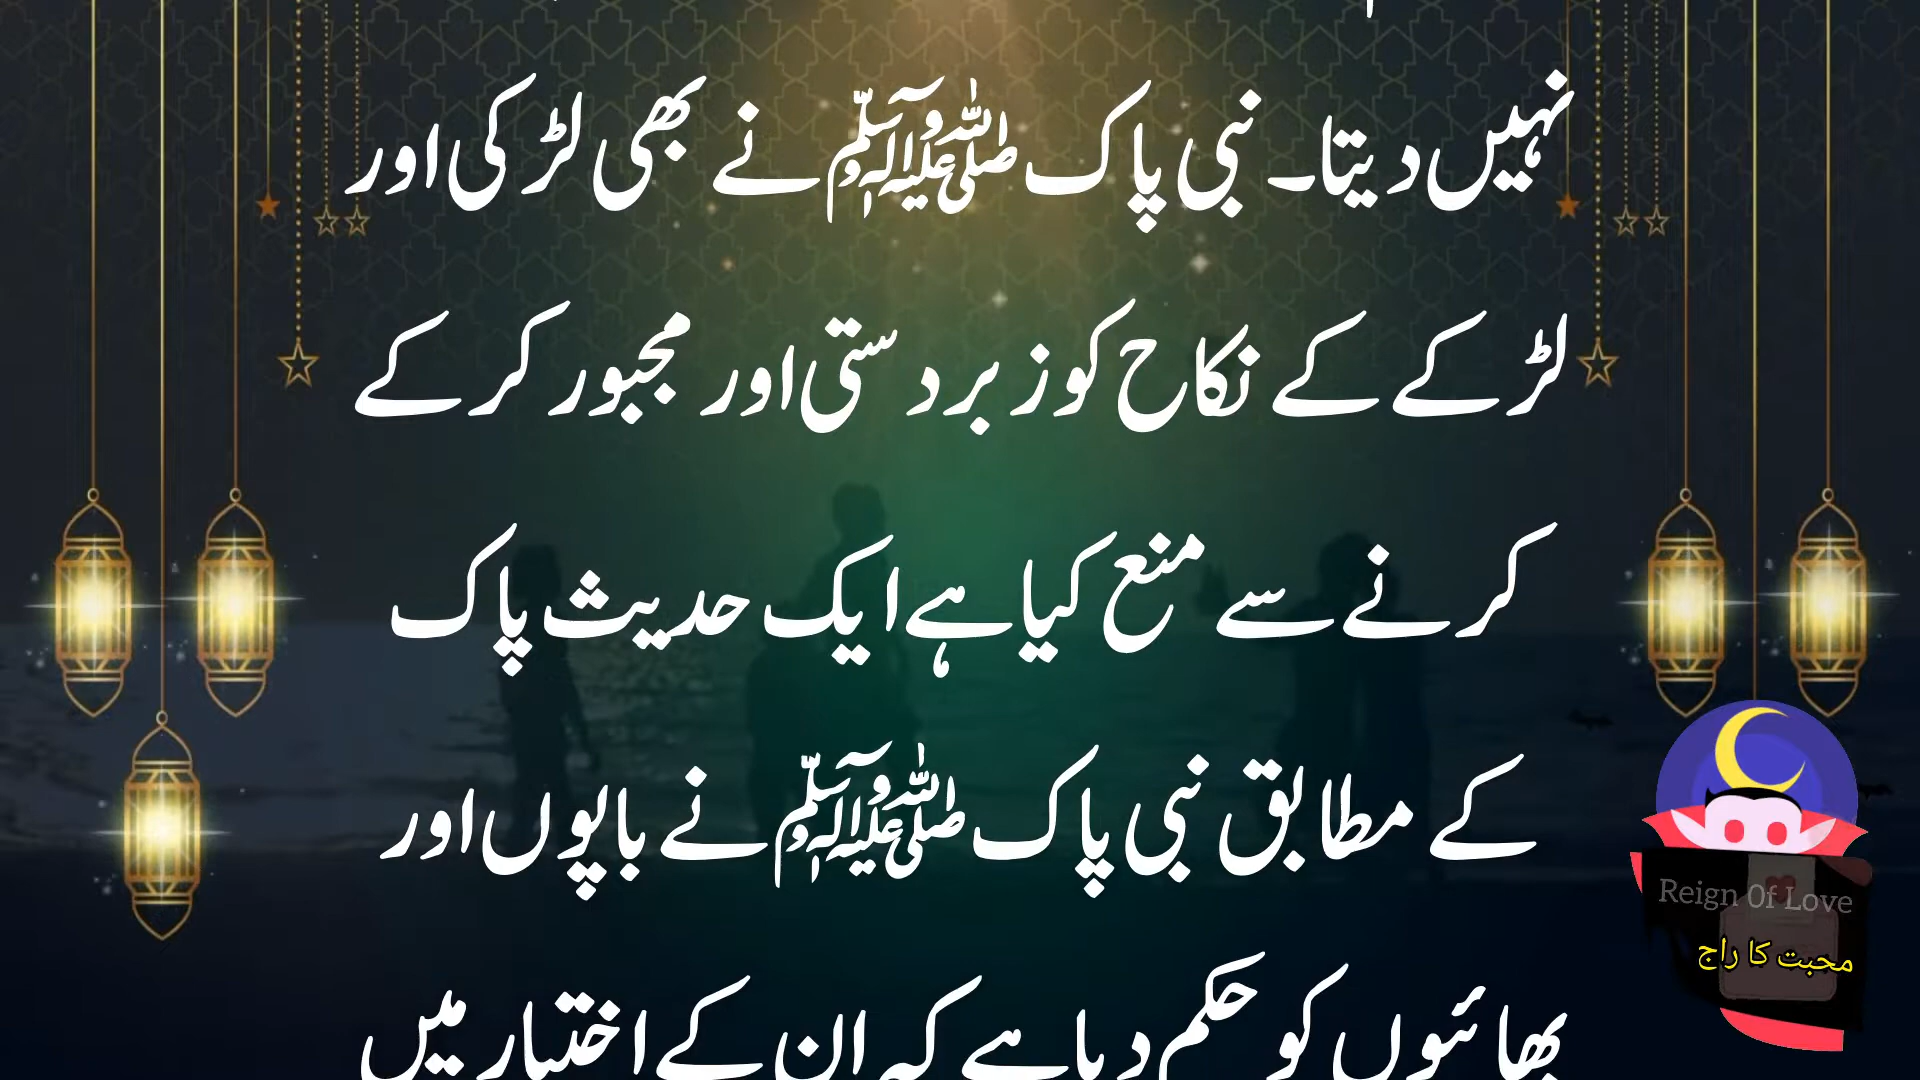 نہیں دیتا۔ نبی پاک ﷺ نے بھی لڑکی اور
لڑکے کے نکاح کو زبردستی اور مجبور کر کے
کرنے سے منع کیا ہے ایک حدیث پاک
کے مطابق نبی پاک ﷺ نے باپوں اور
بھائیوں کو حکم دیا ہے کہ ان کے اختیار میں
Reign Of Love
محبت کا راج